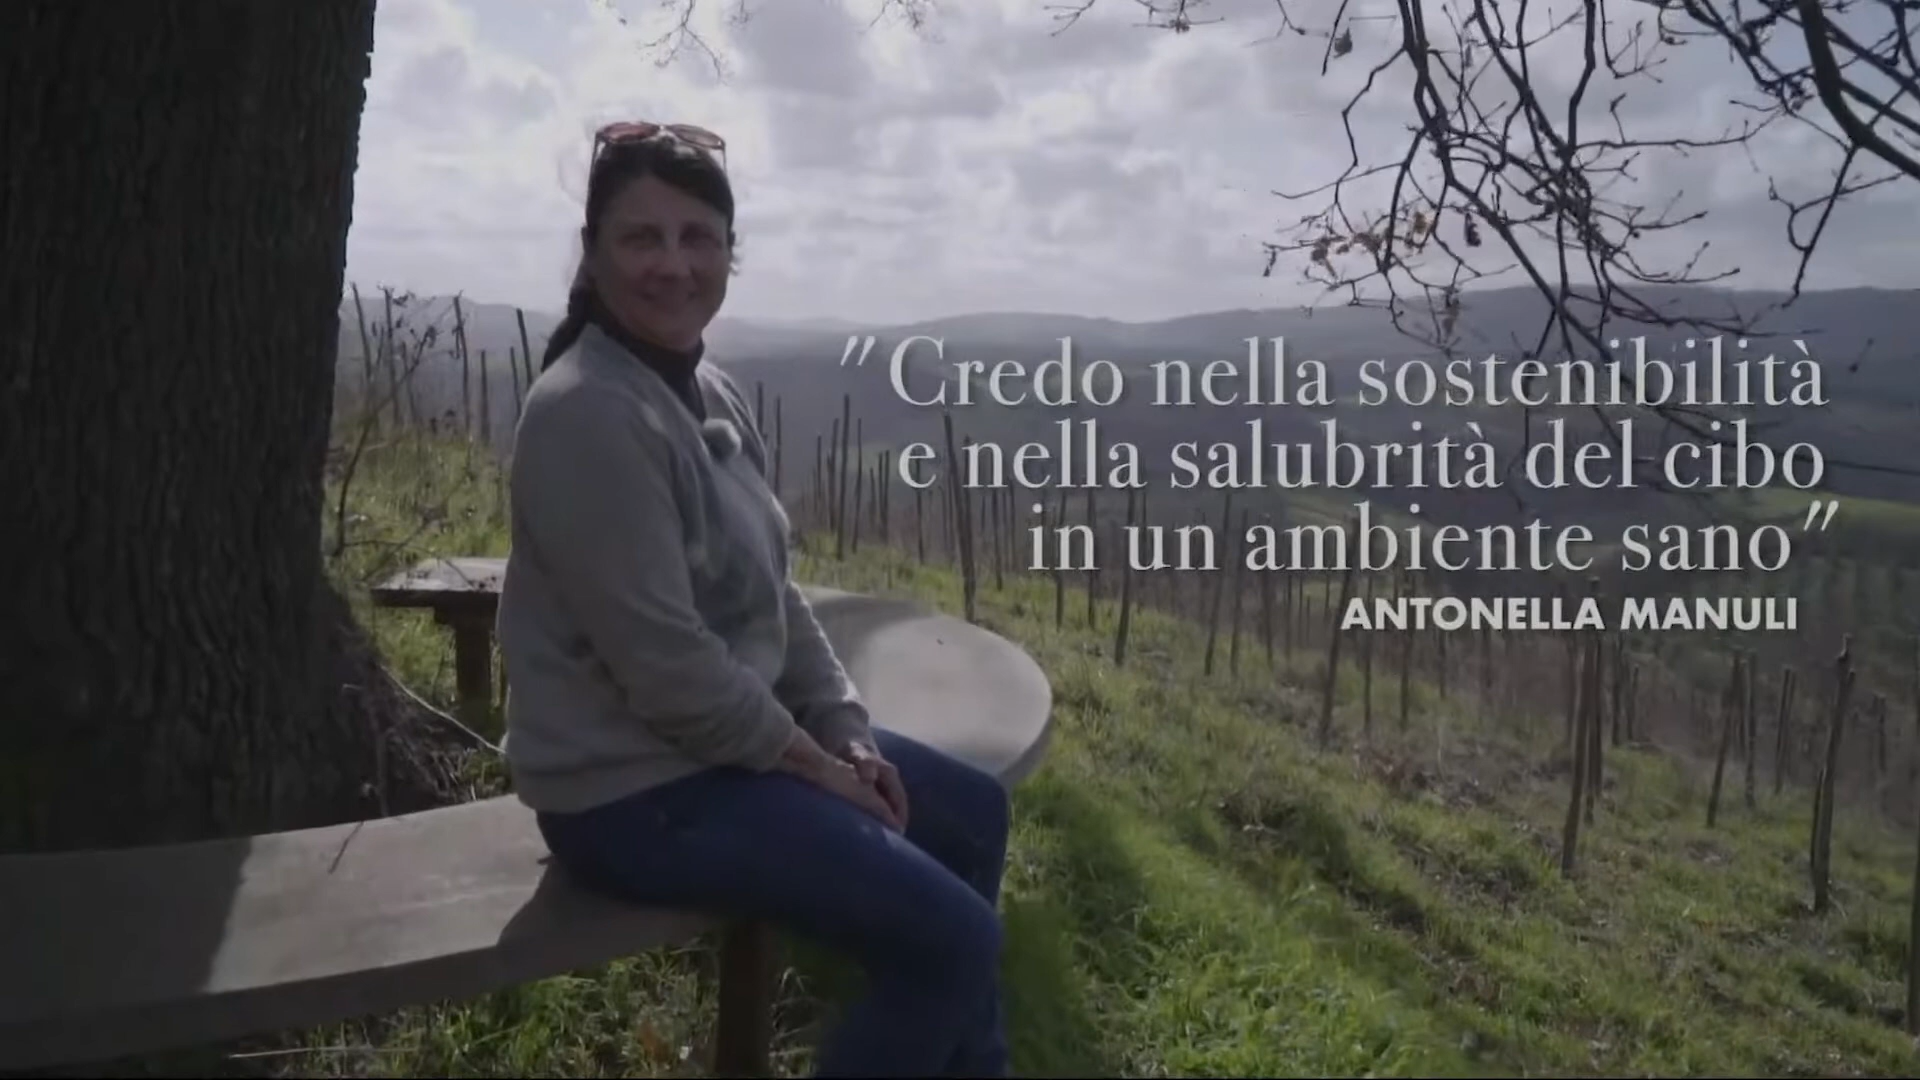 "Credo nella sostenibilità
e nella salubrità del cibo
in un ambiente sano"
ANTONELLA MANULI